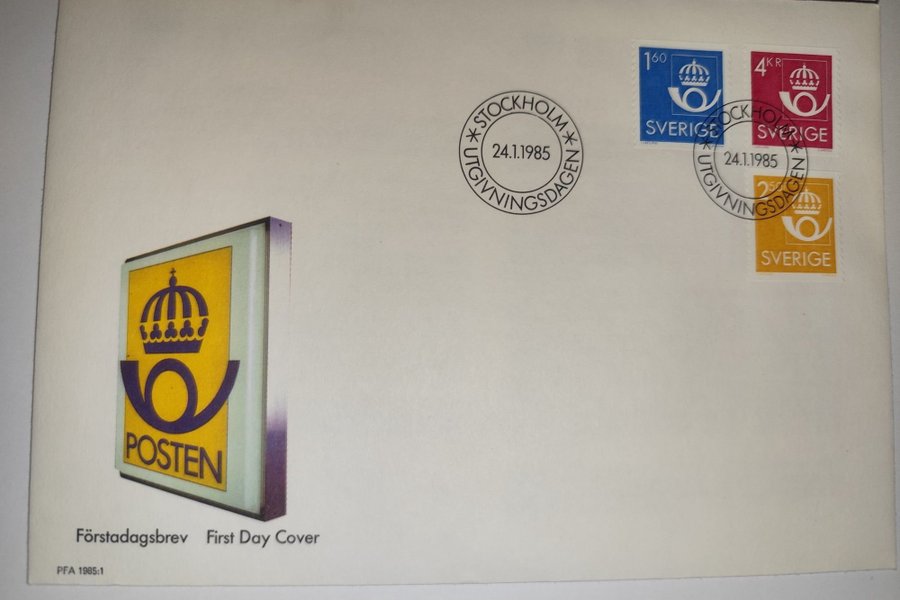 1 60
SVERIGE
4 KR
SVERIGE
STOCKHOLM
24.1.1985
UTGIVNINGSDAGEN
STOCKHOLM
24.1.1985
UTGIVNINGSDAGEN
2 50
SVERIGE
POSTEN
Förstadagsbrev First Day Cover
PFA 1985:1